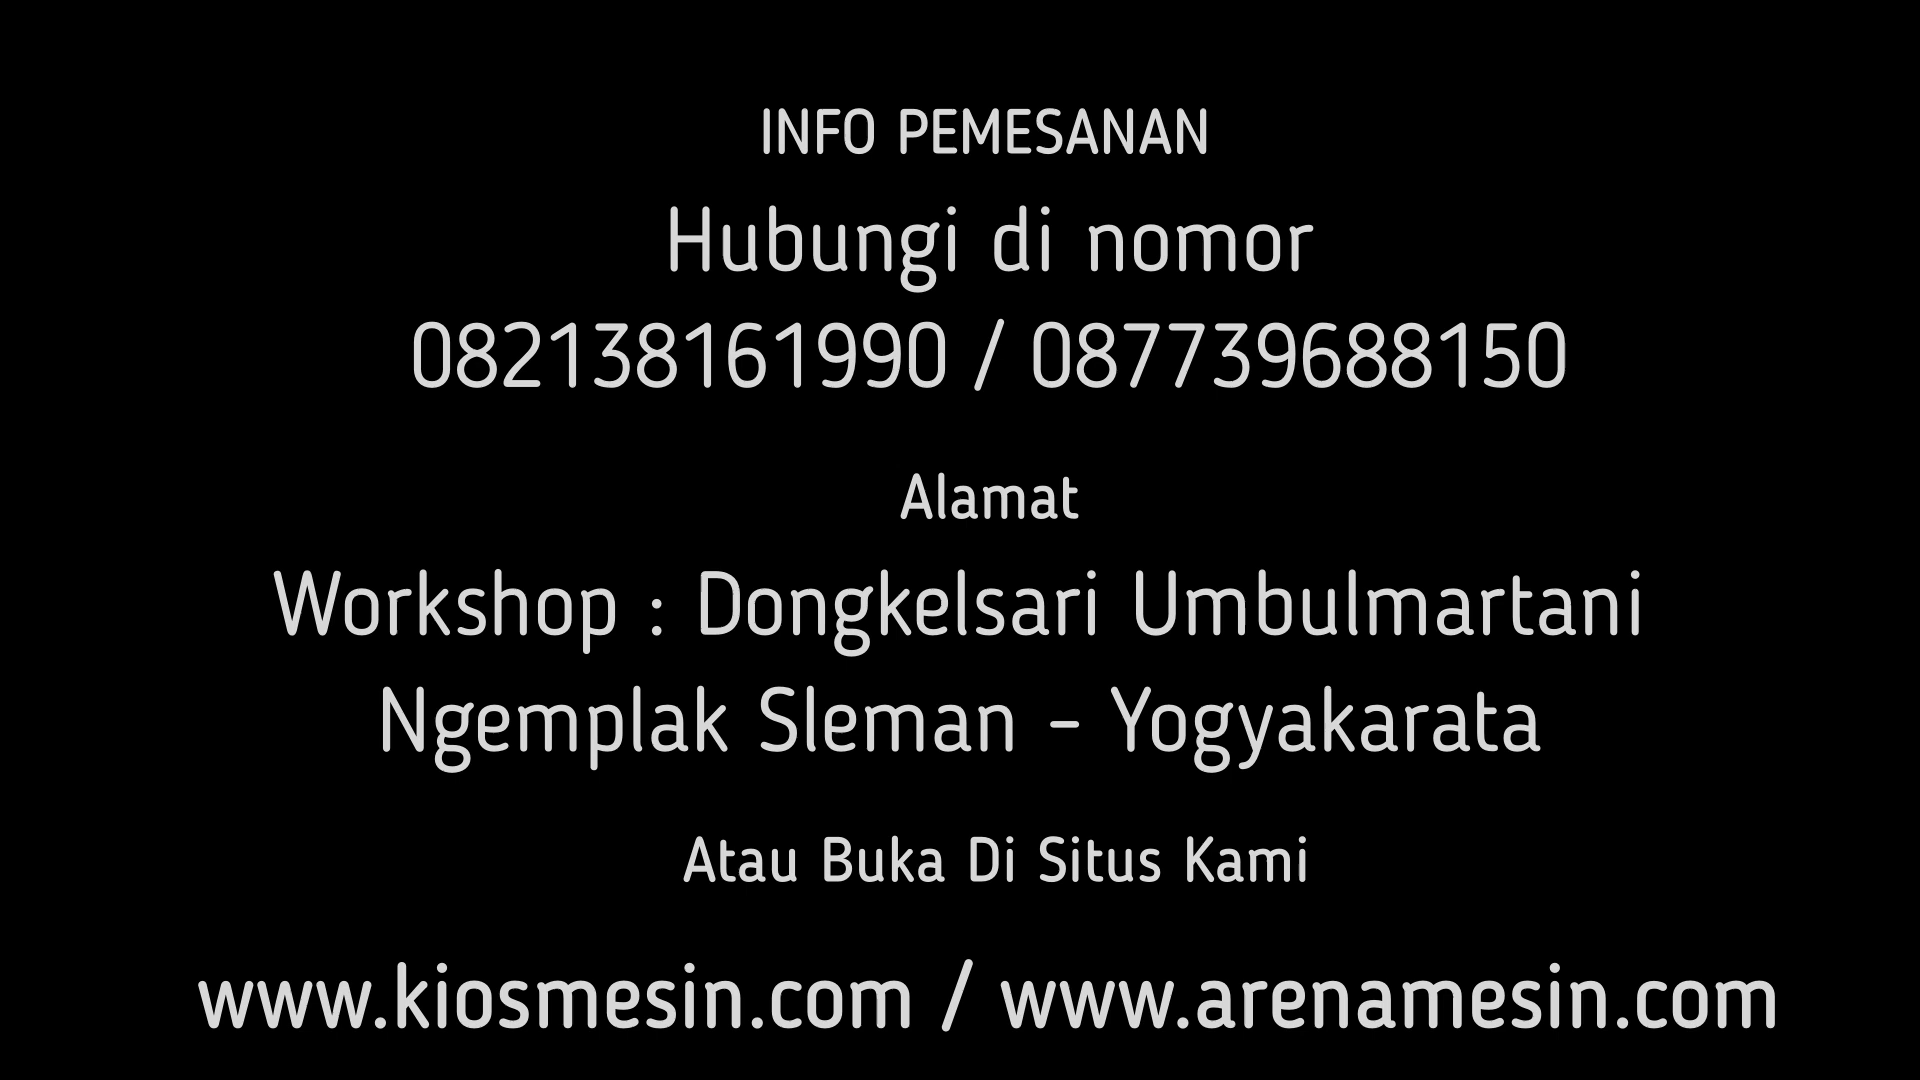 INFO PEMESANAN
Hubungi di nomor
082138161990 / 087739688150
Alamat
Workshop : Dongkelsari Umbulmartani
Ngemplak Sleman - Yogyakarata
Atau Buka Di Situs Kami
www.kiosmesin.com / www.arenamesin.com